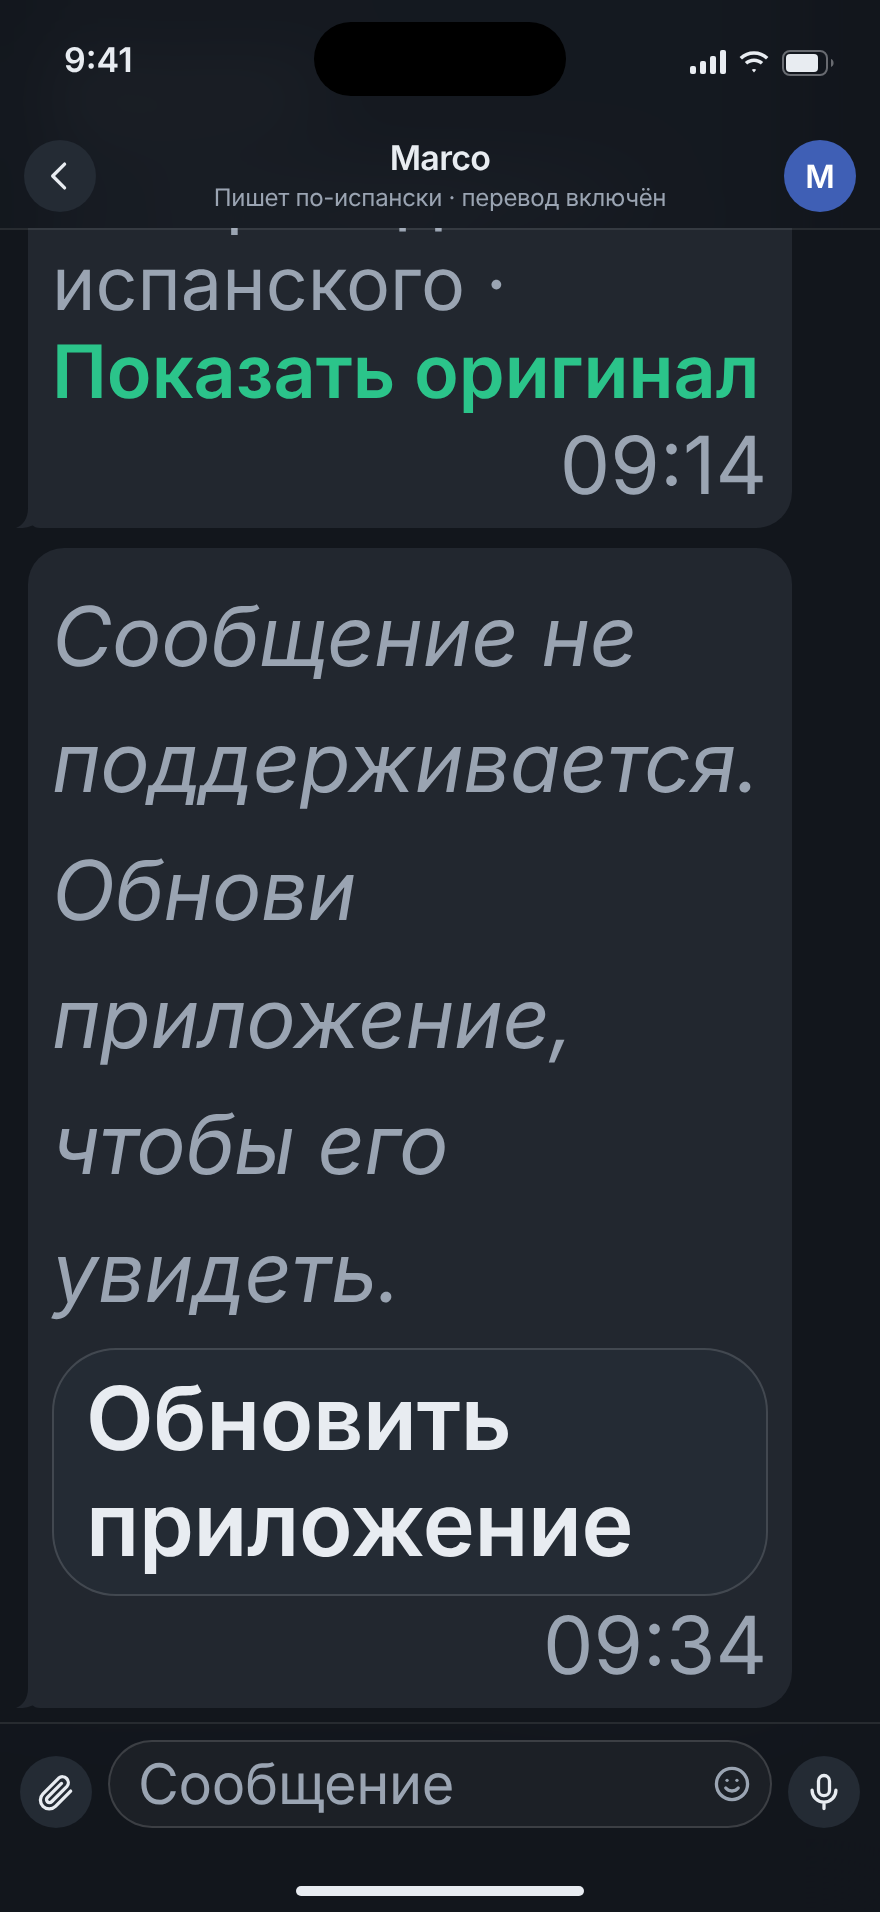 9:41
Marco
Пишет по-испански · перевод включён
M
испанского ·
Показать оригинал
09:14
Сообщение не
поддерживается.
Обнови
приложение,
чтобы его
увидеть.
Обновить
приложение
09:34
Сообщение